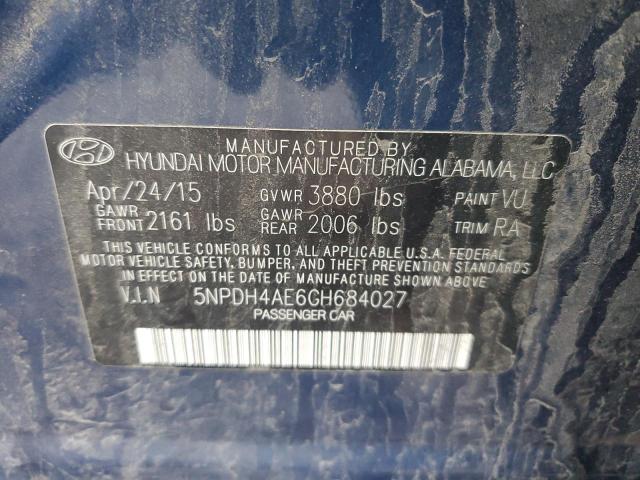 MANUFACTURED BY
HYUNDAI MOTOR MANUFACTURING ALABAMA, LLC
Apr/24/15 GVWR 3880 lbs PAINT VU
GAWR FRONT 2161 lbs GAWR REAR 2006 lbs TRIM RA
THIS VEHICLE CONFORMS TO ALL APPLICABLE U.S.A. FEDERAL
MOTOR VEHICLE SAFETY, BUMPER, AND THEFT PREVENTION STANDARDS
IN EFFECT ON THE DATE OF MANUFACTURE SHOWN ABOVE.
V.I.N 5NPDH4AE6GH684027
PASSENGER CAR